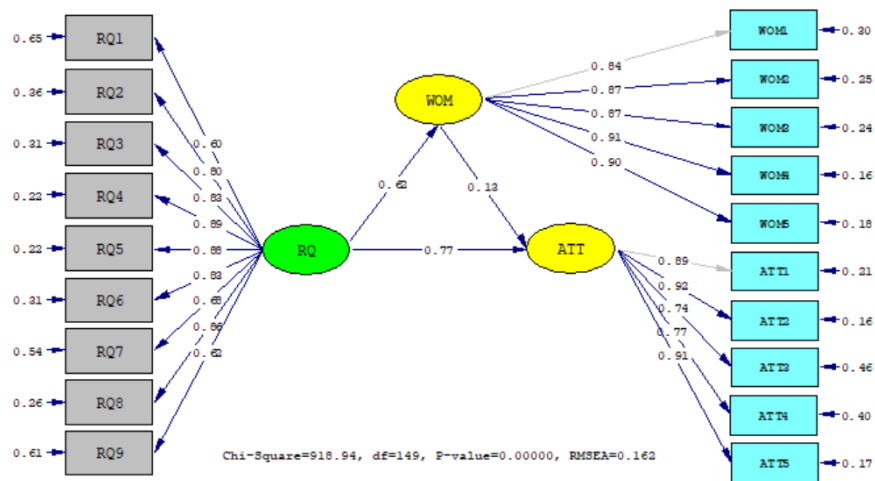 0.65 RQ1
0.36 RQ2
0.31 RQ3
0.22 RQ4
0.22 RQ5
0.31 RQ6
0.54 RQ7
0.26 RQ8
0.61 RQ9
0.60
0.80
0.83
0.89
0.88
0.83
0.68
0.86
0.62
RQ
0.62
0.77
WOM
0.13
ATT
0.84
0.87
0.87
0.91
0.90
0.89
0.92
0.74
0.77
0.91
WOM1 0.30
WOM2 0.25
WOM3 0.24
WOM4 0.16
WOM5 0.18
ATT1 0.21
ATT2 0.16
ATT3 0.46
ATT4 0.40
ATT5 0.17
Chi-Square=918.94, df=149, P-value=0.00000, RMSEA=0.162